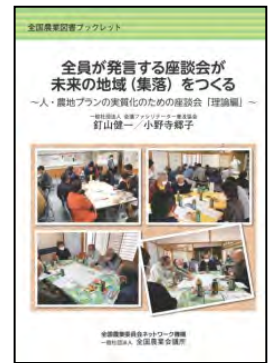 全国農業図書ブックレット
全員が発言する座談会が
未来の地域(集落)をつくる
~人・農地プランの実質化のための座談会「理論編」~
一般社団法人 会議ファシリテーター普及協会
釘山健一/小野寺郷子
全国農業委員会ネットワーク機構
一般社団法人 全国農業会議所